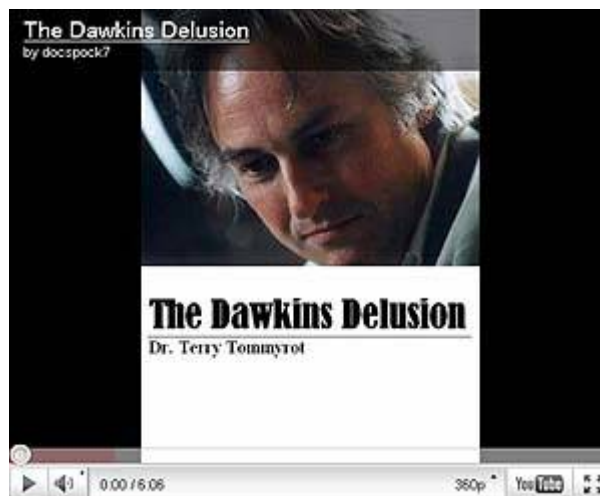 The Dawkins Delusion
by docspock7
The Dawkins Delusion
Dr. Terry Tommyrot
0:00 / 6:06
360p
YouTube